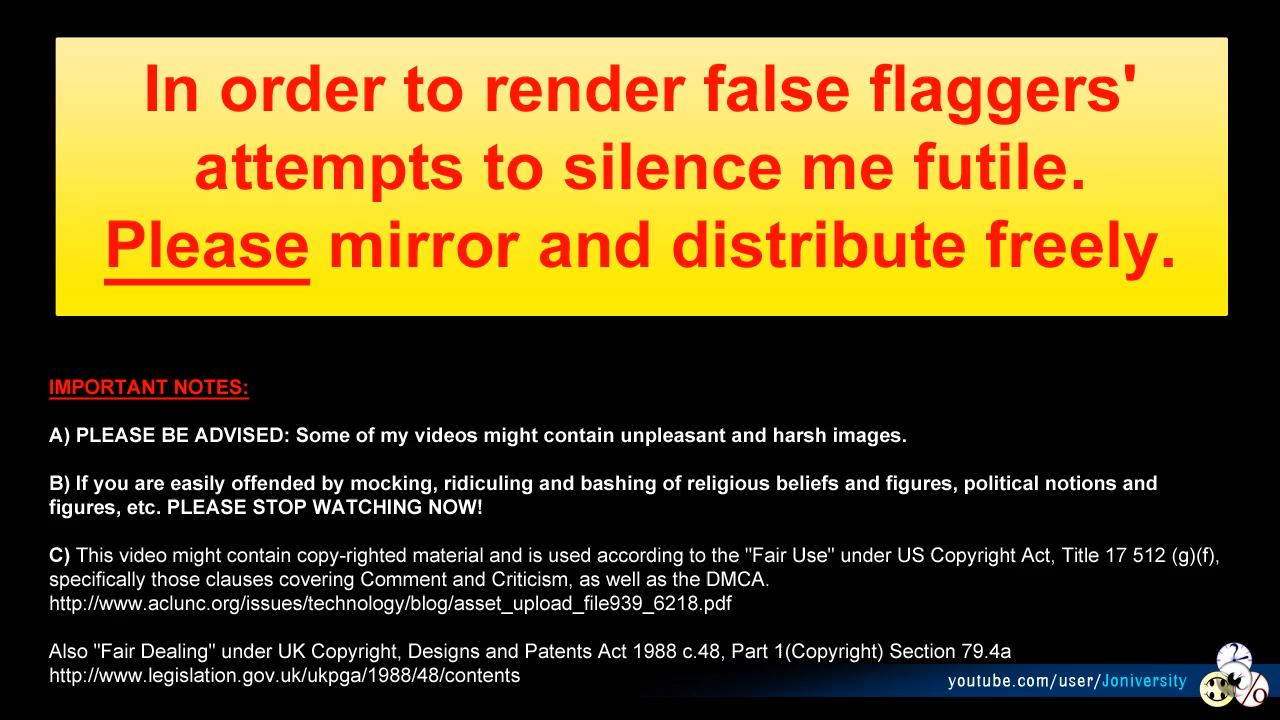 In order to render false flaggers'
attempts to silence me futile.
Please mirror and distribute freely.
IMPORTANT NOTES:
A) PLEASE BE ADVISED: Some of my videos might contain unpleasant and harsh images.
B) If you are easily offended by mocking, ridiculing and bashing of religious beliefs and figures, political notions and
figures, etc. PLEASE STOP WATCHING NOW!
C) This video might contain copy-righted material and is used according to the "Fair Use" under US Copyright Act, Title 17 512 (g)(f),
specifically those clauses covering Comment and Criticism, as well as the DMCA.
http://www.aclunc.org/issues/technology/blog/asset_upload_file939_6218.pdf
Also "Fair Dealing" under UK Copyright, Designs and Patents Act 1988 c.48, Part 1(Copyright) Section 79.4a
http://www.legislation.gov.uk/ukpga/1988/48/contents
youtube.com/user/Joniversity